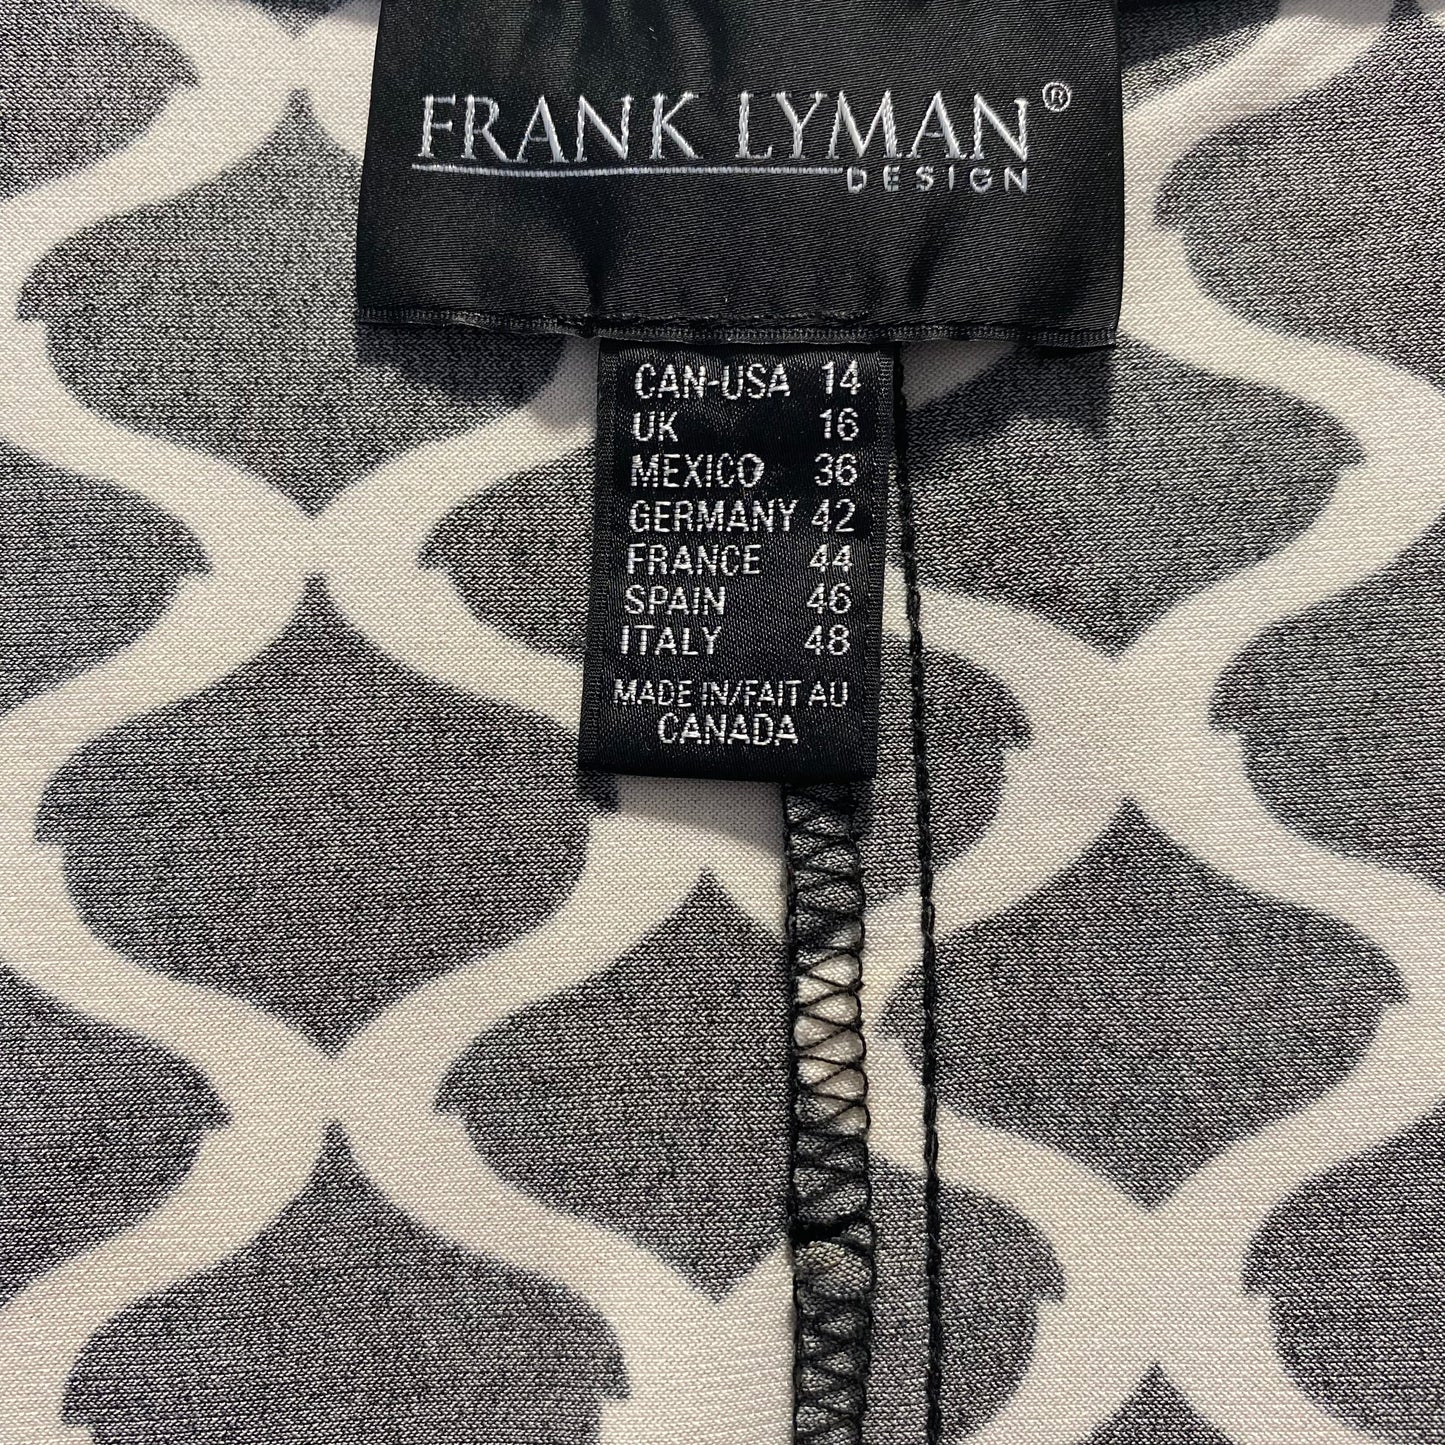 FRANK LYMAN®
DESIGN
CAN-USA 14
UK 16
MEXICO 36
GERMANY 42
FRANCE 44
SPAIN 46
ITALY 48
MADE IN/FAIT AU
CANADA